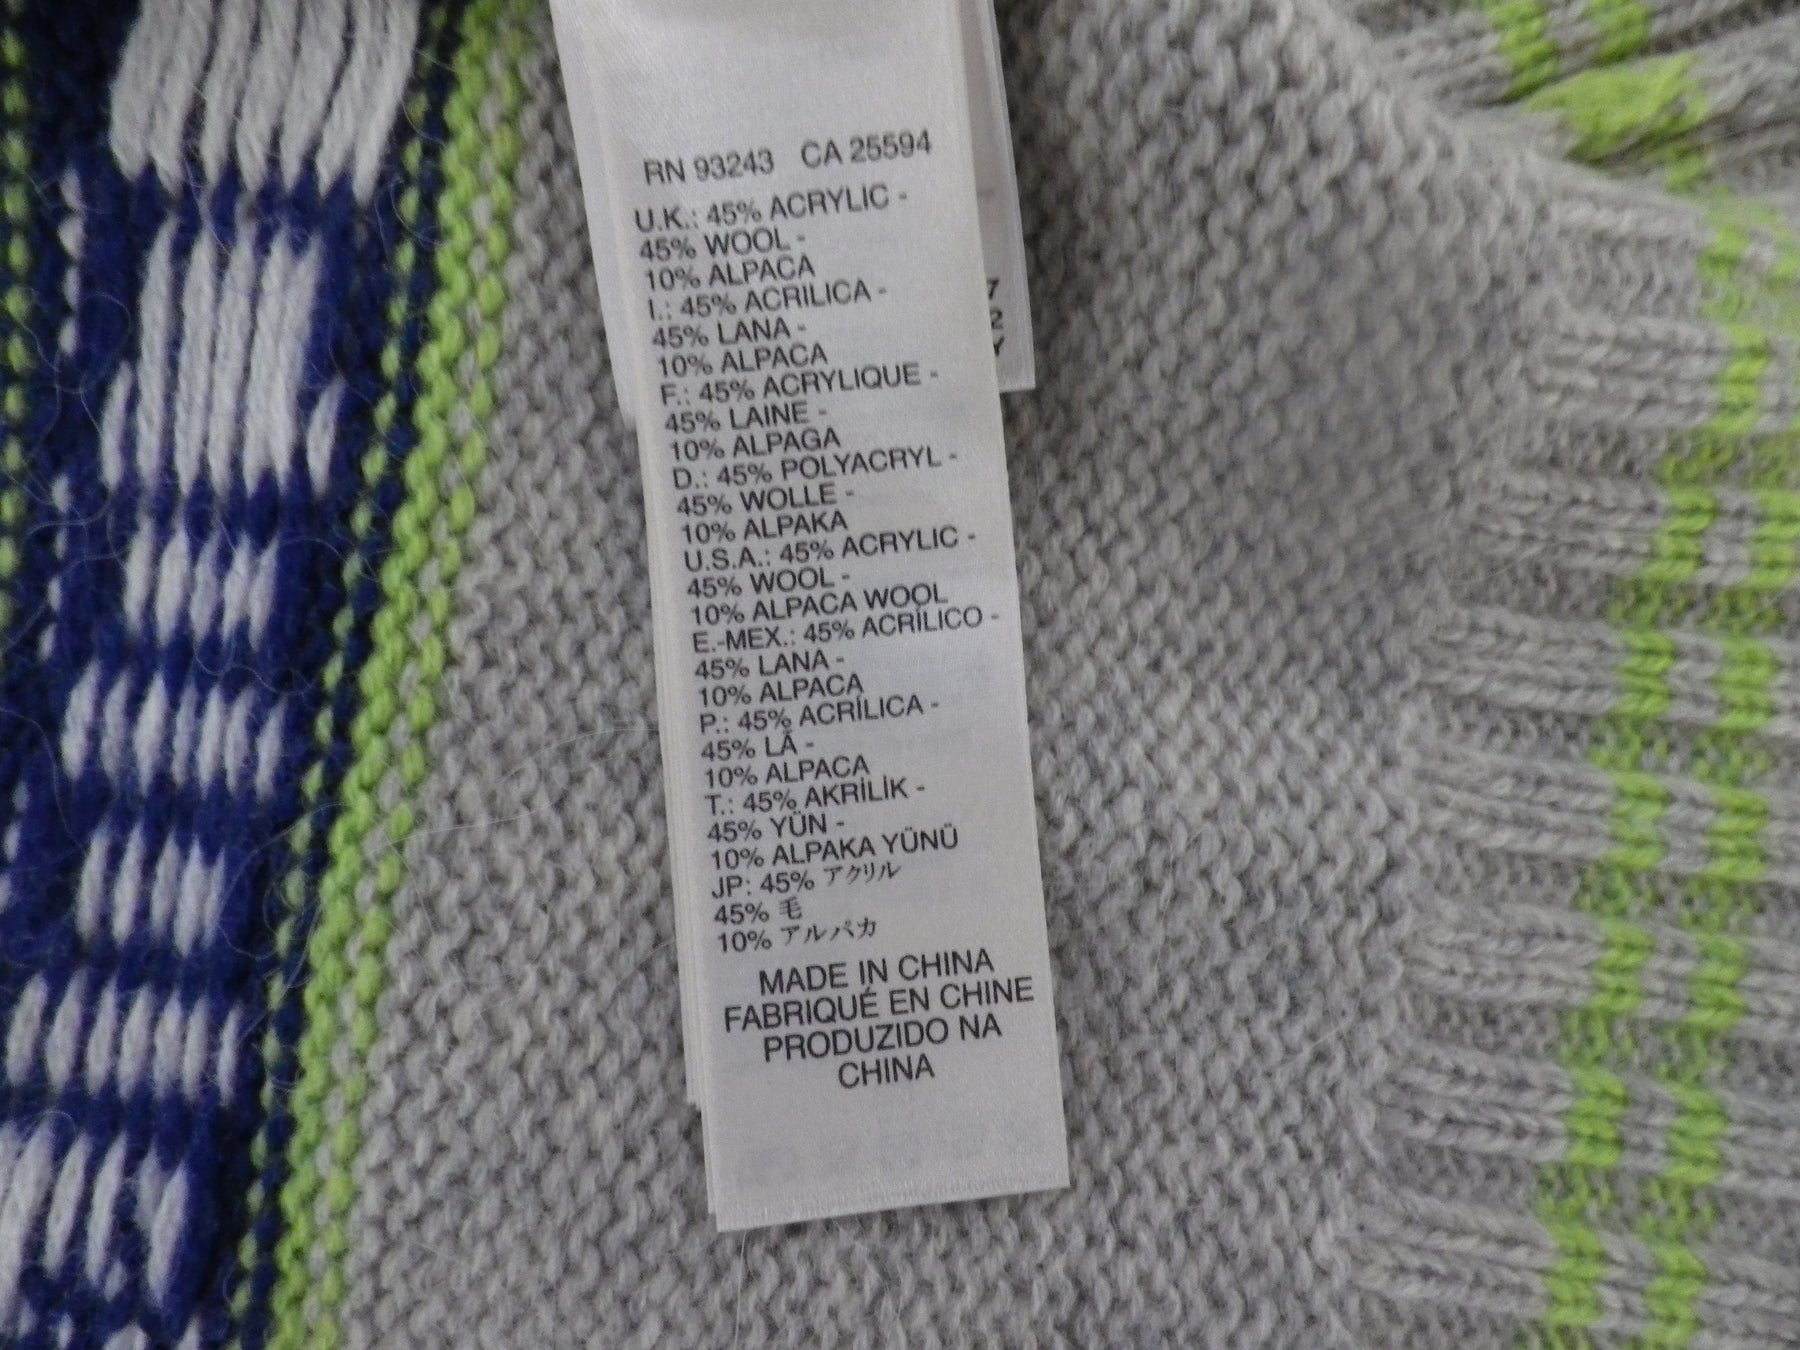 RN 93243 CA 25594
U.K.: 45% ACRYLIC -
45% WOOL -
10% ALPACA
I.: 45% ACRILICA -
45% LANA -
10% ALPACA
F.: 45% ACRYLIQUE -
45% LAINE -
10% ALPAGA
D.: 45% POLYACRYL -
45% WOLLE -
10% ALPAKA
U.S.A.: 45% ACRYLIC -
45% WOOL -
10% ALPACA WOOL
E.-MEX.: 45% ACRÍLICO -
45% LANA -
10% ALPACA
P.: 45% ACRÍLICA -
45% LÃ -
10% ALPACA
T.: 45% AKRİLİK -
45% YÜN -
10% ALPAKA YÜNÜ
JP: 45% アクリル
45% 毛
10% アルパカ
MADE IN CHINA
FABRIQUÉ EN CHINE
PRODUZIDO NA
CHINA
7
2